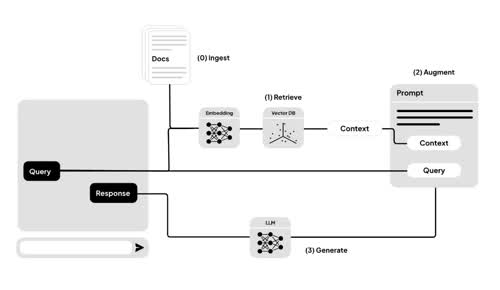 Docs
(0) Ingest
(2) Augment
Prompt
(1) Retrieve
Embedding
Vector DB
Context
Context
Query
Query
Response
LLM
(3) Generate